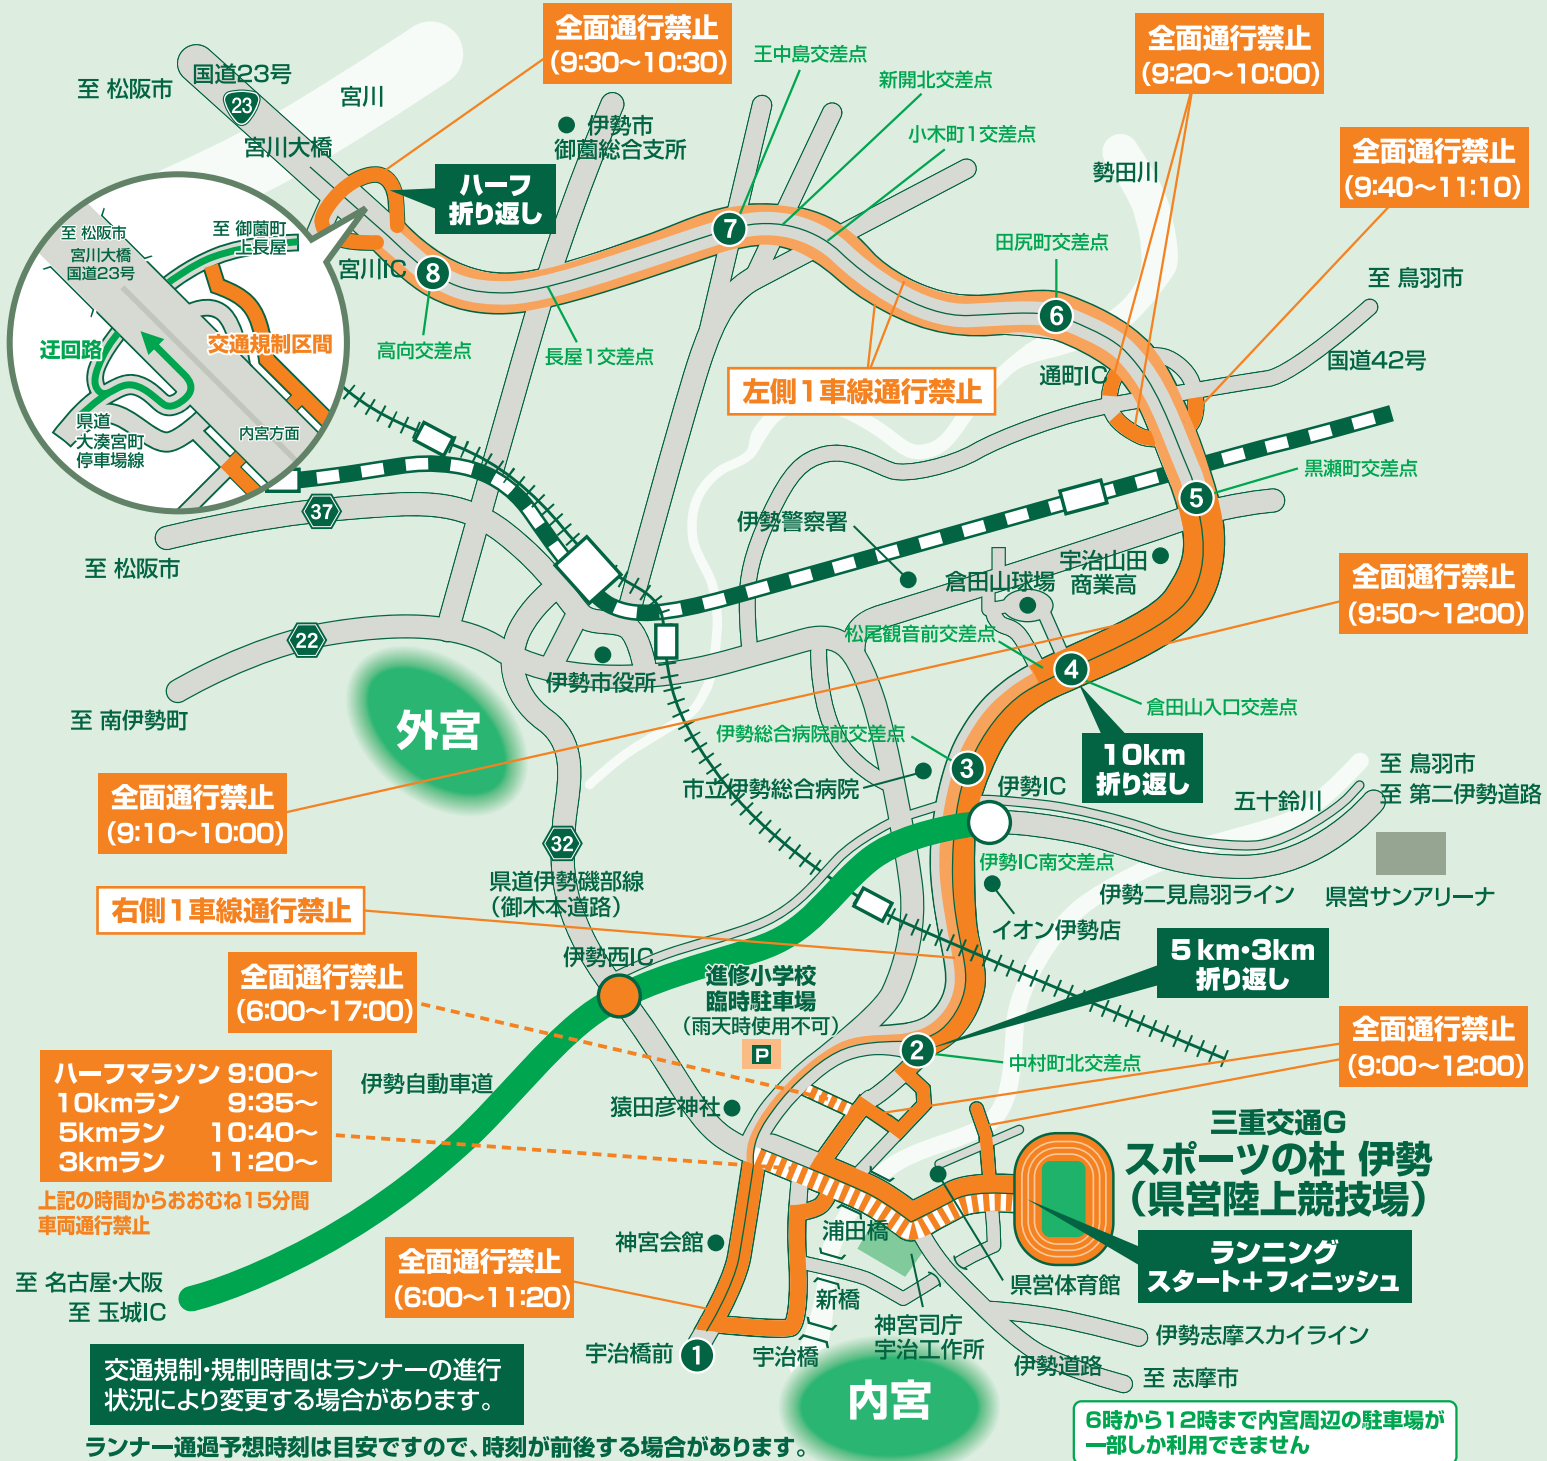 全面通行禁止
(9:30〜10:30)
王中島交差点
新開北交差点
小木町1交差点
全面通行禁止
(9:20〜10:00)
全面通行禁止
(9:40〜11:10)
至 松阪市
国道23号
23
宮川
宮川大橋
伊勢市
御薗総合支所
ハーフ
折り返し
勢田川
田尻町交差点
至 鳥羽市
国道42号
通町IC
至 松阪市
宮川大橋
国道23号
至 御薗町
上長屋
迂回路
交通規制区間
県道
大湊宮町
停車場線
内宮方面
宮川IC
8
7
6
5
高向交差点
長屋1交差点
左側1車線通行禁止
黒瀬町交差点
37
至 松阪市
伊勢警察署
倉田山球場
宇治山田
商業高
全面通行禁止
(9:50〜12:00)
22
至 南伊勢町
伊勢市役所
外宮
松尾観音前交差点
4
倉田山入口交差点
10km
折り返し
伊勢総合病院前交差点
3
市立伊勢総合病院
伊勢IC
至 鳥羽市
至 第二伊勢道路
五十鈴川
全面通行禁止
(9:10〜10:00)
32
県道伊勢磯部線
(御木本道路)
伊勢IC南交差点
伊勢二見鳥羽ライン
県営サンアリーナ
イオン伊勢店
右側1車線通行禁止
伊勢西IC
5km・3km
折り返し
全面通行禁止
(6:00〜17:00)
進修小学校
臨時駐車場
(雨天時使用不可)
P
2
中村町北交差点
全面通行禁止
(9:00〜12:00)
ハーフマラソン 9:00〜
10kmラン 9:35〜
5kmラン 10:40〜
3kmラン 11:20〜
上記の時間からおおむね15分間
車両通行禁止
伊勢自動車道
猿田彦神社
三重交通G
スポーツの杜 伊勢
(県営陸上競技場)
ランニング
スタート+フィニッシュ
神宮会館
浦田橋
県営体育館
全面通行禁止
(6:00〜11:20)
至 名古屋・大阪
至 玉城IC
新橋
神宮司庁
宇治工作所
宇治橋前
1
宇治橋
内宮
伊勢志摩スカイライン
伊勢道路
至 志摩市
交通規制・規制時間はランナーの進行
状況により変更する場合があります。
ランナー通過予想時刻は目安ですので、時刻が前後する場合があります。
6時から12時まで内宮周辺の駐車場が
一部しか利用できません